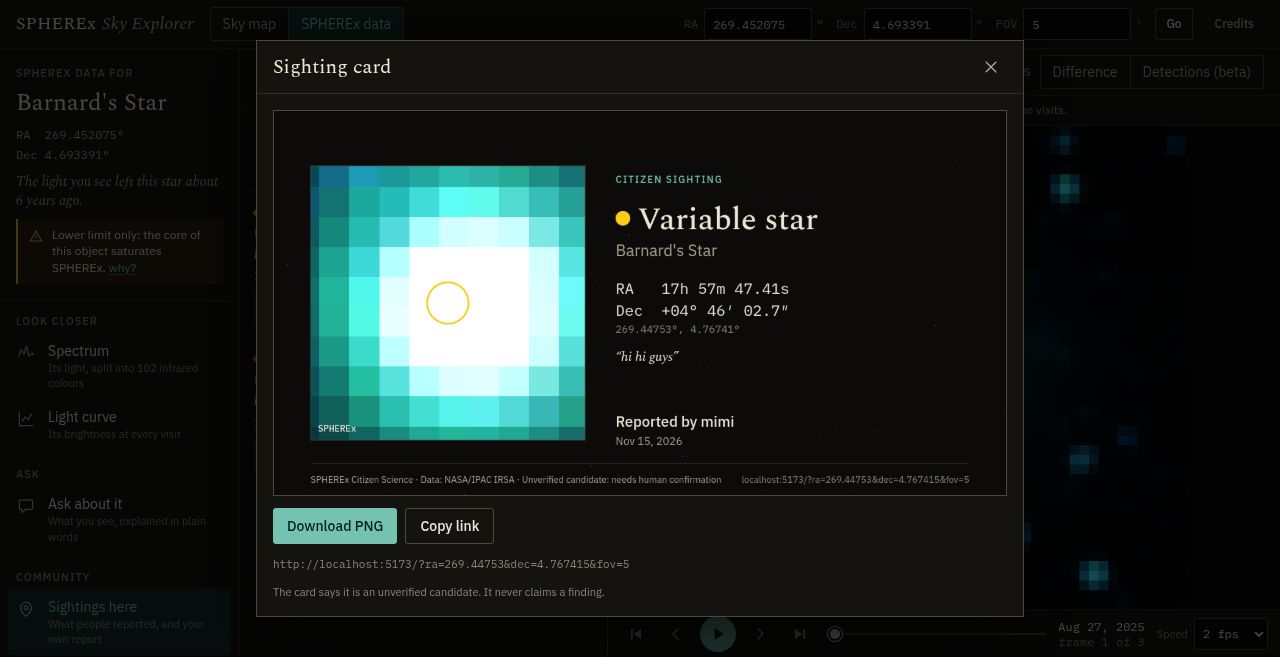 SPHEREx Sky Explorer
Sky map
SPHEREx data
RA 269.452075 °
Dec 4.693391 °
FOV 5 ′
Go
Credits
SPHEREX DATA FOR
Barnard's Star
RA 269.452075°
Dec 4.693391°
The light you see left this star about
6 years ago.
Lower limit only: the core of
this object saturates
SPHEREx. why?
LOOK CLOSER
Spectrum
Its light, split into 102 infrared
colours
Light curve
Its brightness at every visit
ASK
Ask about it
What you see, explained in plain
words
COMMUNITY
Sightings here
What people reported, and your
own report
Sighting card
SPHEREx
CITIZEN SIGHTING
Variable star
Barnard's Star
RA 17h 57m 47.41s
Dec +04° 46′ 02.7″
269.44753°, 4.76741°
“hi hi guys”
Reported by mimi
Nov 15, 2026
SPHEREx Citizen Science · Data: NASA/IPAC IRSA · Unverified candidate: needs human confirmation
localhost:5173/?ra=269.44753&dec=4.767415&fov=5
Download PNG
Copy link
http://localhost:5173/?ra=269.44753&dec=4.767415&fov=5
The card says it is an unverified candidate. It never claims a finding.
Difference
Detections (beta)
visits.
Aug 27, 2025
frame 1 of 3
Speed
2 fps